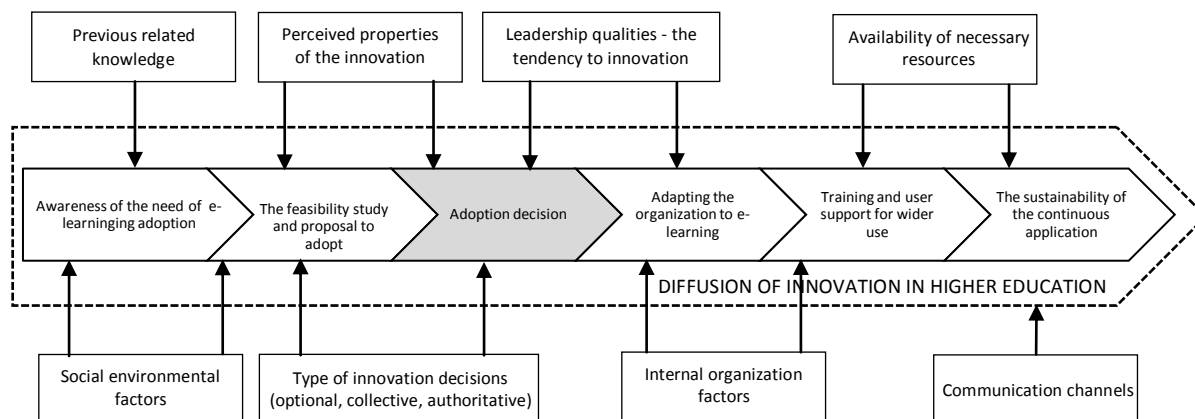 Previous related
knowledge
Perceived properties
of the innovation
Leadership qualities - the
tendency to innovation
Availability of necessary
resources
Awareness of the need of e-
learninging adoption
The feasibility study
and proposal to
adopt
Adoption decision
Adapting the
organization to e-
learning
Training and user
support for wider
use
The sustainability of
the continuous
application
DIFFUSION OF INNOVATION IN HIGHER EDUCATION
Social environmental
factors
Type of innovation decisions
(optional, collective, authoritative)
Internal organization
factors
Communication channels